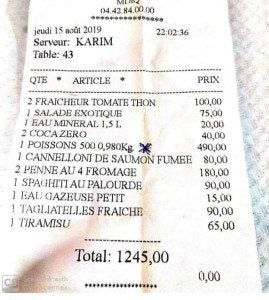 04.42.84.00.00
********************
jeudi 15 août 2019 22:02:36
Serveur: KARIM
Table: 43
QTE * ARTICLE * PRIX
2 FRAICHEUR TOMATE THON 100,00
1 SALADE EXOTIQUE 75,00
1 EAU MINERAL 1,5 L 20,00
2 COCA ZERO 40,00
1 POISSONS 500 0,980Kg. 490,00
1 CANNELLONI DE SAUMON FUMEE 80,00
2 PENNE AU 4 FROMAGE 180,00
1 SPAGHITI AU PALOURDE 90,00
1 EAU GAZEUSE PETIT 15,00
1 TAGLIATELLES FRAICHE 90,00
1 TIRAMISU 65,00
Total: 1245,00
0,00